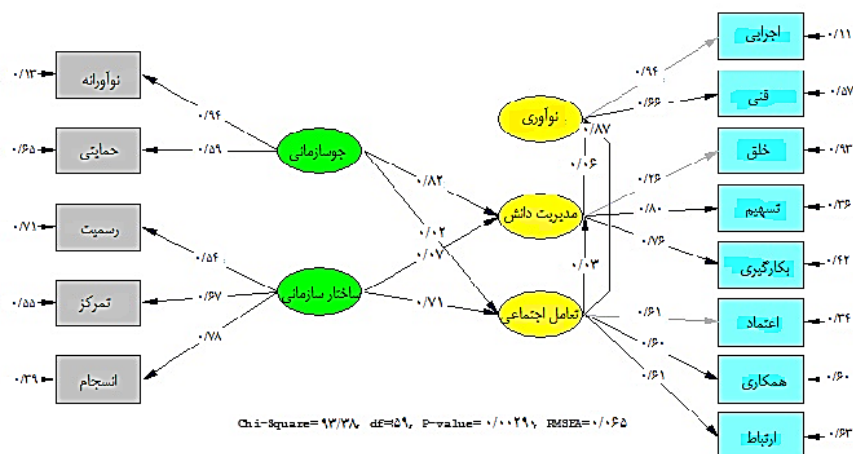 نوآورانه
حمایتی
رسمیت
تمرکز
انسجام
۰/۱۳
۰/۶۵
۰/۷۱
۰/۵۵
۰/۳۹
۰/۹۴
۰/۵۹
۰/۵۴
۰/۶۷
۰/۷۸
جوسازمانی
ساختار سازمانی
۰/۸۲
۰/۰۲
۰/۰۷
۰/۷۱
نوآوری
مدیریت دانش
تعامل اجتماعی
۰/۸۷
۰/۰۶
۰/۰۳
۰/۹۴
۰/۶۶
۰/۲۶
۰/۸۰
۰/۷۶
۰/۶۱
۰/۶۰
۰/۶۱
اجرایی
فنی
خلق
تسهیم
بکارگیری
اعتماد
همکاری
ارتباط
۰/۱۱
۰/۵۷
۰/۹۳
۰/۳۶
۰/۴۲
۰/۳۴
۰/۶۰
۰/۶۳
Chi-Square=۹۳/۳۸, df=۵۹, P-value=۰/۰۰۲۹۰, RMSEA=۰/۰۶۵